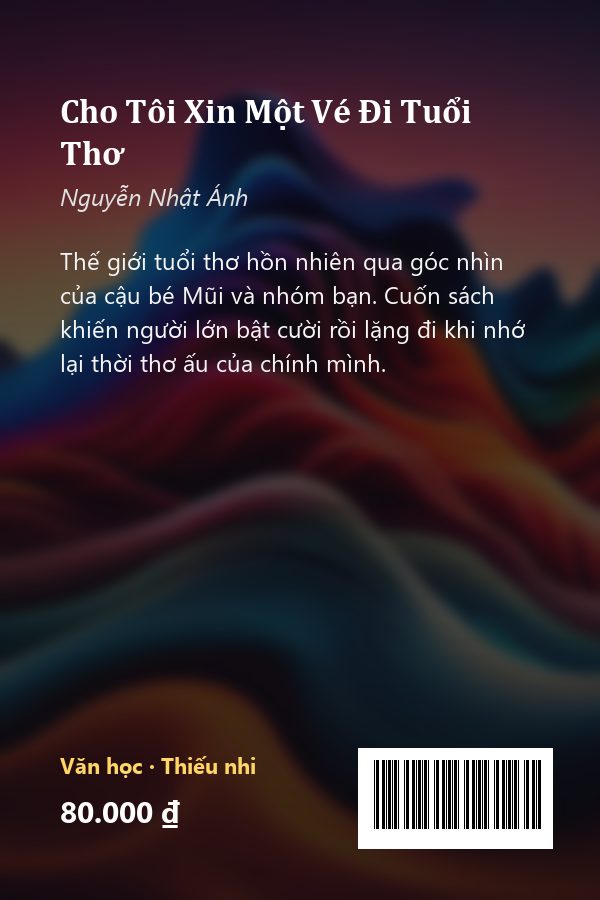 Cho Tôi Xin Một Vé Đi Tuổi
Thơ
Nguyễn Nhật Ánh
Thế giới tuổi thơ hồn nhiên qua góc nhìn
của cậu bé Mũi và nhóm bạn. Cuốn sách
khiến người lớn bật cười rồi lặng đi khi nhớ
lại thời thơ ấu của chính mình.
Văn học · Thiếu nhi
80.000 ₫